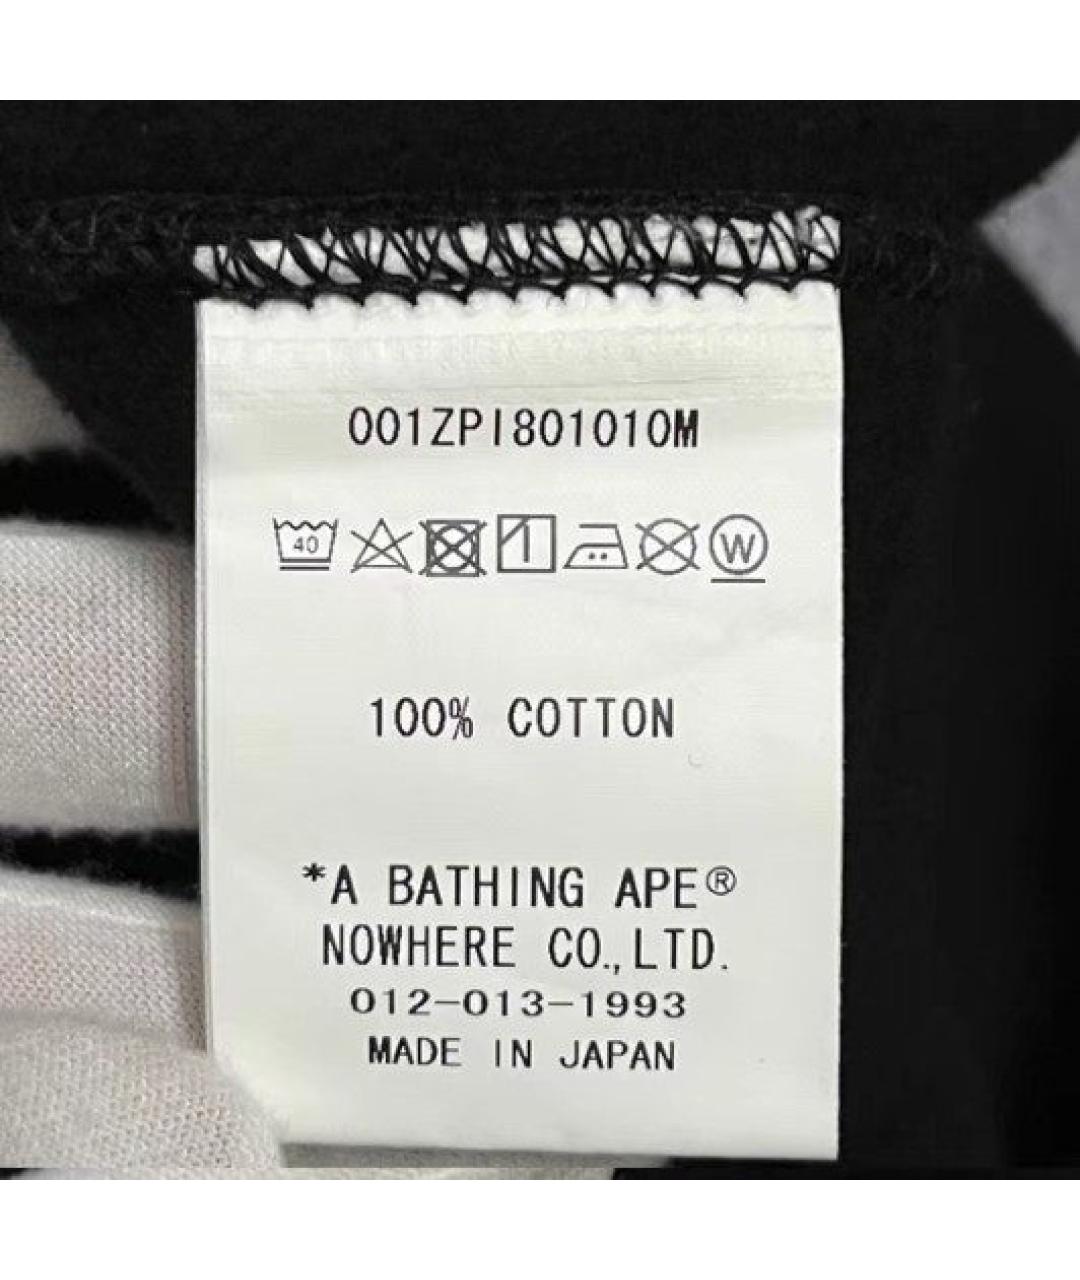 001ZPI801010M
40 W
100% COTTON
*A BATHING APE®
NOWHERE CO.,LTD.
012-013-1993
MADE IN JAPAN